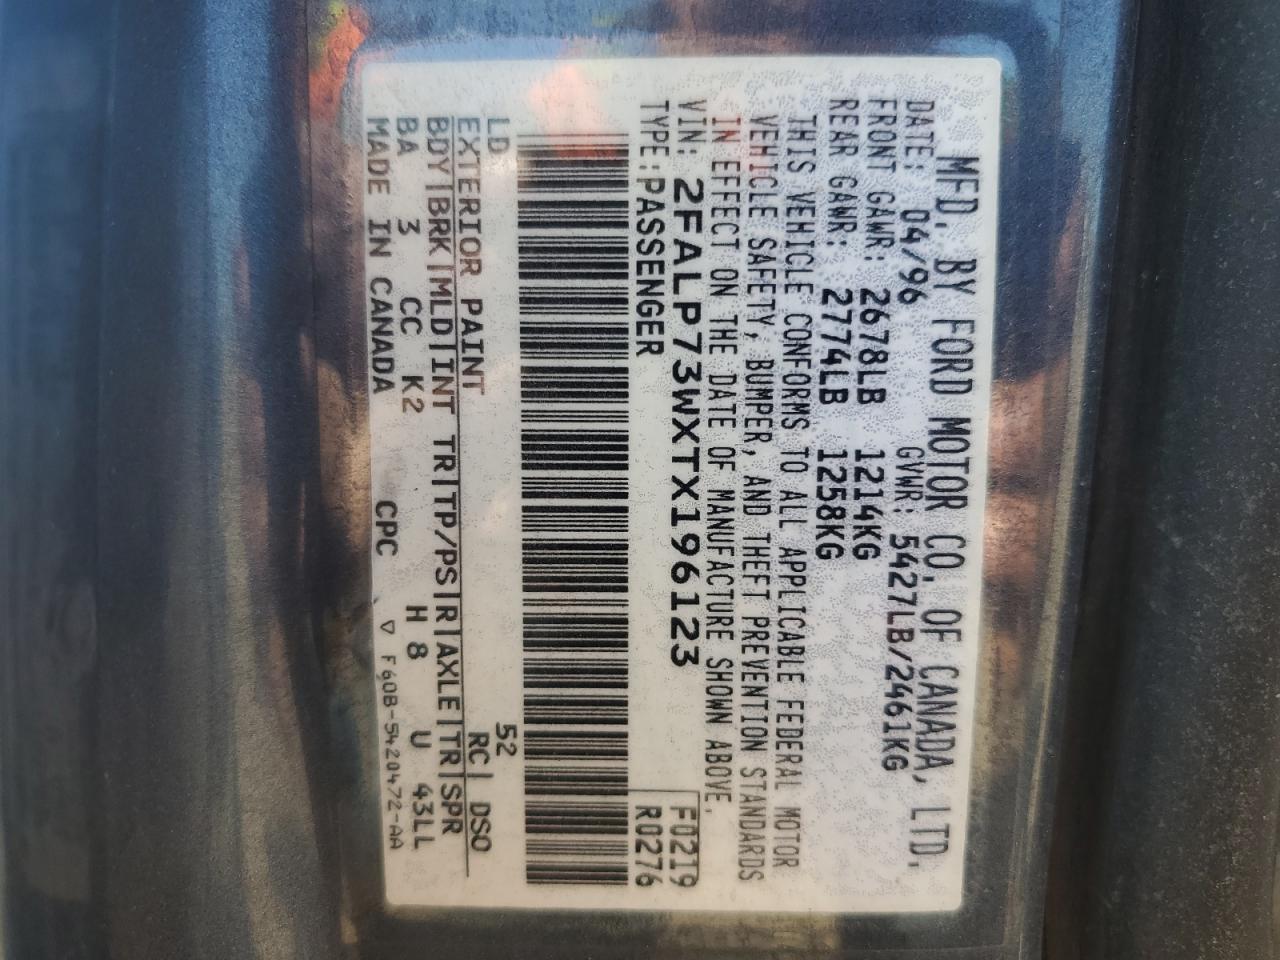 MFD. BY FORD MOTOR CO. OF CANADA, LTD.
DATE: 04/96 GVWR: 5427LB/2461KG
FRONT GAWR: 2678LB 1214KG
REAR GAWR: 2774LB 1258KG
THIS VEHICLE CONFORMS TO ALL APPLICABLE FEDERAL MOTOR
VEHICLE SAFETY, BUMPER, AND THEFT PREVENTION STANDARDS
IN EFFECT ON THE DATE OF MANUFACTURE SHOWN ABOVE.
VIN: 2FALP73WXTX196123 F0219
TYPE: PASSENGER R0276
LD 52
EXTERIOR PAINT RC| DSO
BDY|BRK|MLD|INT TR|TP/PS|R|AXLE|TR|SPR
BA 3 CC K2 H 8 U 43LL
MADE IN CANADA CPC ▽ F60B-5420472-AA